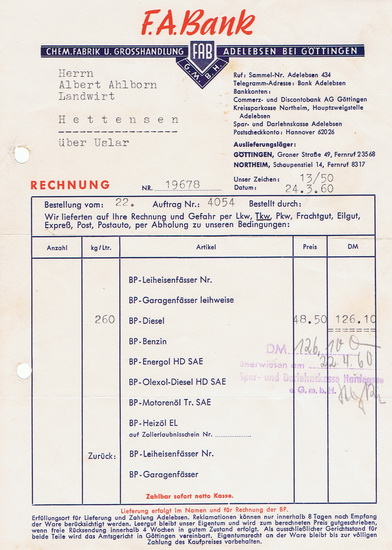 F.A.Bank
CHEM. FABRIK U. GROSSHANDLUNG FAB G.M.B.H. ADELEBSEN BEI GÖTTINGEN
Herrn
Albert Ahlborn
Landwirt
Hettensen
über Uslar
Ruf: Sammel-Nr. Adelebsen 434
Telegramm-Adresse: Bank Adelebsen
Bankkonten:
Commerz- und Discontobank AG Göttingen
Kreissparkasse Northeim, Hauptzweigstelle
Adelebsen
Spar- und Darlehnskasse Adelebsen
Postscheckkonto: Hannover 62026
Auslieferungsläger:
GÖTTINGEN, Groner Straße 49, Fernruf 23568
NORTHEIM, Schaupenstiel 14, Fernruf 8317
Unser Zeichen: 13/50
RECHNUNG NR. 19678 Datum: 24.3.60
Bestellung vom: 22. Auftrag Nr.: 4054 Bestellt durch:
Wir lieferten auf Ihre Rechnung und Gefahr per Lkw, Tkw, Pkw, Frachtgut, Eilgut,
Expreß, Post, Postauto, per Abholung zu unseren Bedingungen:
Anzahl kg/Ltr. Artikel Preis DM
BP-Leiheisenfässer Nr.
BP-Garagenfässer leihweise
260 BP-Diesel 48.50 126.10
BP-Benzin
BP-Energol HD SAE
BP-Olexol-Diesel HD SAE
BP-Motorenöl Tr. SAE
BP-Heizöl EL
auf Zollerlaubnisschein Nr.
Zurück: BP-Leiheisenfässer Nr.
BP-Garagenfässer
DM. 126,10
überwiesen am 22.4.60
Spar- und Darlehnskasse
e.G.m.b.H.
Zahlbar sofort netto Kasse.
Lieferung erfolgt im Namen und für Rechnung der BP.
Erfüllungsort für Lieferung und Zahlung Adelebsen. Reklamationen können nur innerhalb 8 Tagen nach Empfang
der Ware berücksichtigt werden. Leergut bleibt unser Eigentum und wird zum berechneten Preis gutgeschrieben,
wenn freie Rücksendung innerhalb 4 Wochen in gutem Zustand erfolgt. Als ausschließlicher Gerichtsstand für
beide Teile wird das Amtsgericht in Göttingen vereinbart. Eigentumsrecht an der Ware bleibt bis zur völligen
Zahlung des Kaufpreises vorbehalten.